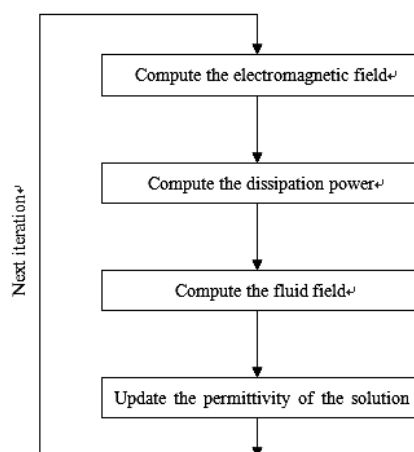 Compute the electromagnetic field↵
Compute the dissipation power↵
Next iteration↵
Compute the fluid field↵
Update the permittivity of the solution